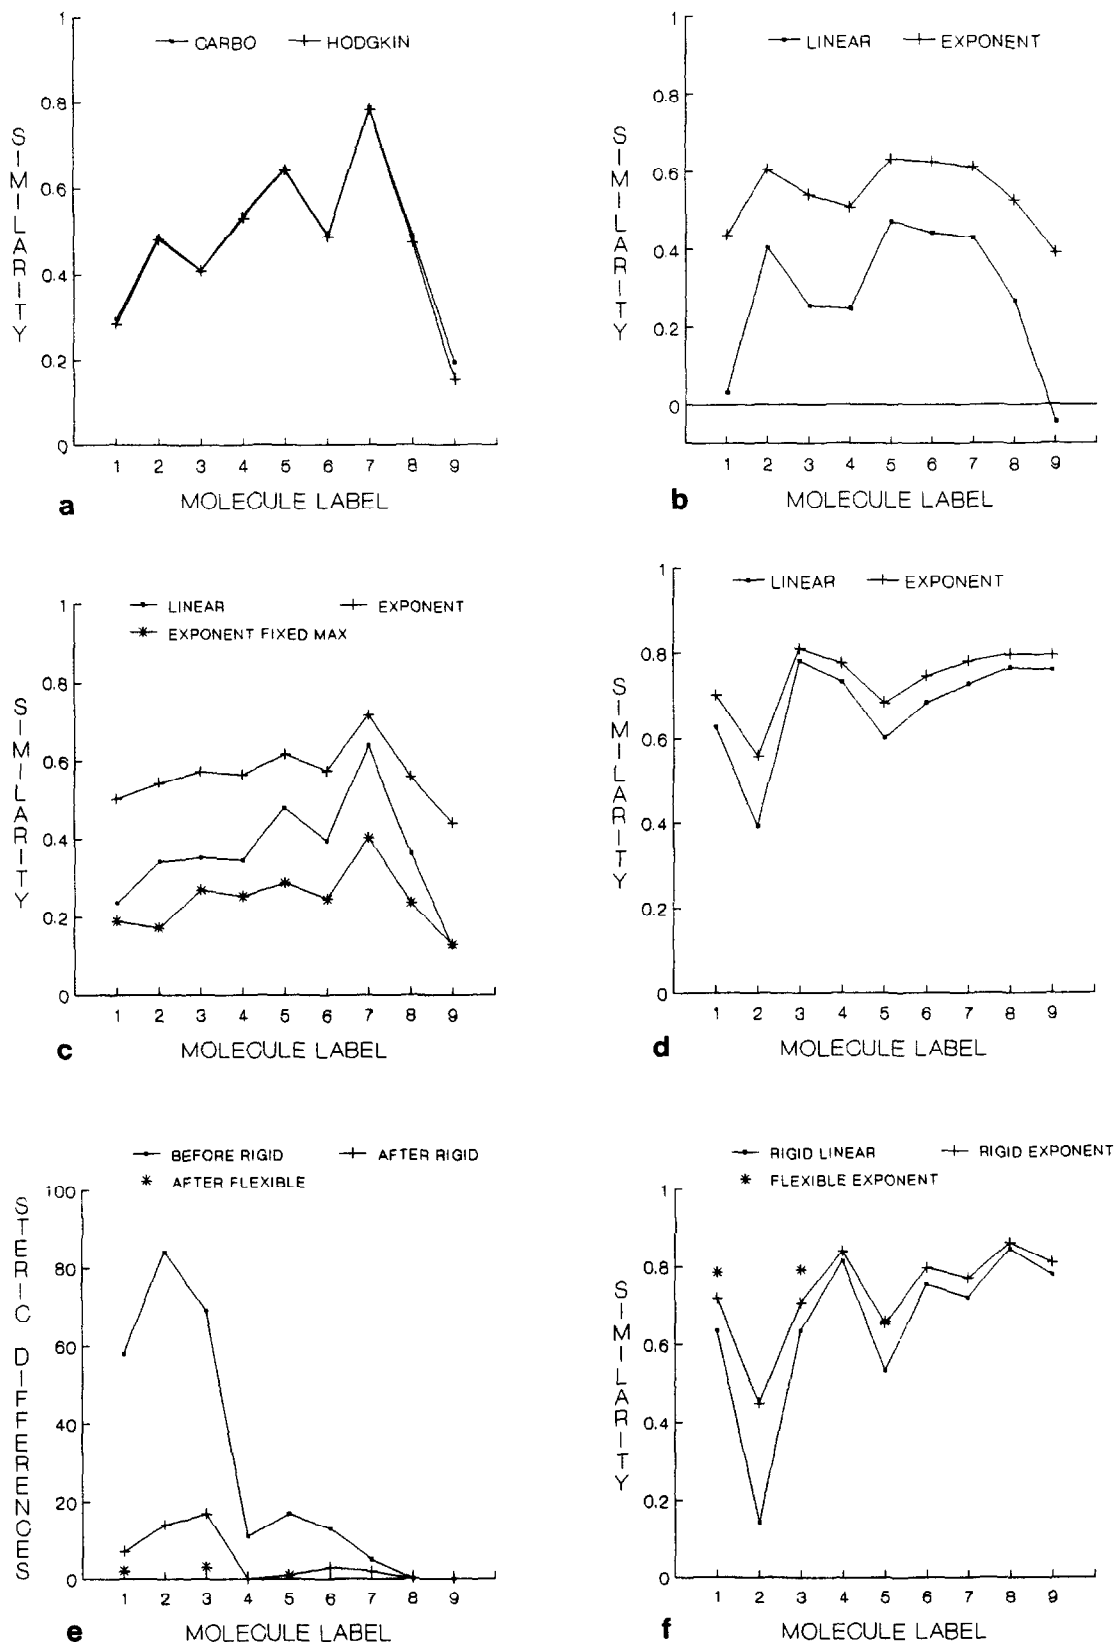 CARBO HODGKIN
1
0.8
0.6
0.4
0.2
0
SIMILARITY
1 2 3 4 5 6 7 8 9
MOLECULE LABEL
a
LINEAR EXPONENT
1
0.8
0.6
0.4
0.2
0
SIMILARITY
1 2 3 4 5 6 7 8 9
MOLECULE LABEL
b
LINEAR EXPONENT
EXPONENT FIXED MAX
1
0.8
0.6
0.4
0.2
0
SIMILARITY
1 2 3 4 5 6 7 8 9
MOLECULE LABEL
c
LINEAR EXPONENT
1
0.8
0.6
0.4
0.2
0
SIMILARITY
1 2 3 4 5 6 7 8 9
MOLECULE LABEL
d
BEFORE RIGID AFTER RIGID
AFTER FLEXIBLE
100
80
60
40
20
0
STERIC DIFFERENCES
1 2 3 4 5 6 7 8 9
MOLECULE LABEL
e
RIGID LINEAR RIGID EXPONENT
FLEXIBLE EXPONENT
1
0.8
0.6
0.4
0.2
0
SIMILARITY
1 2 3 4 5 6 7 8 9
MOLECULE LABEL
f